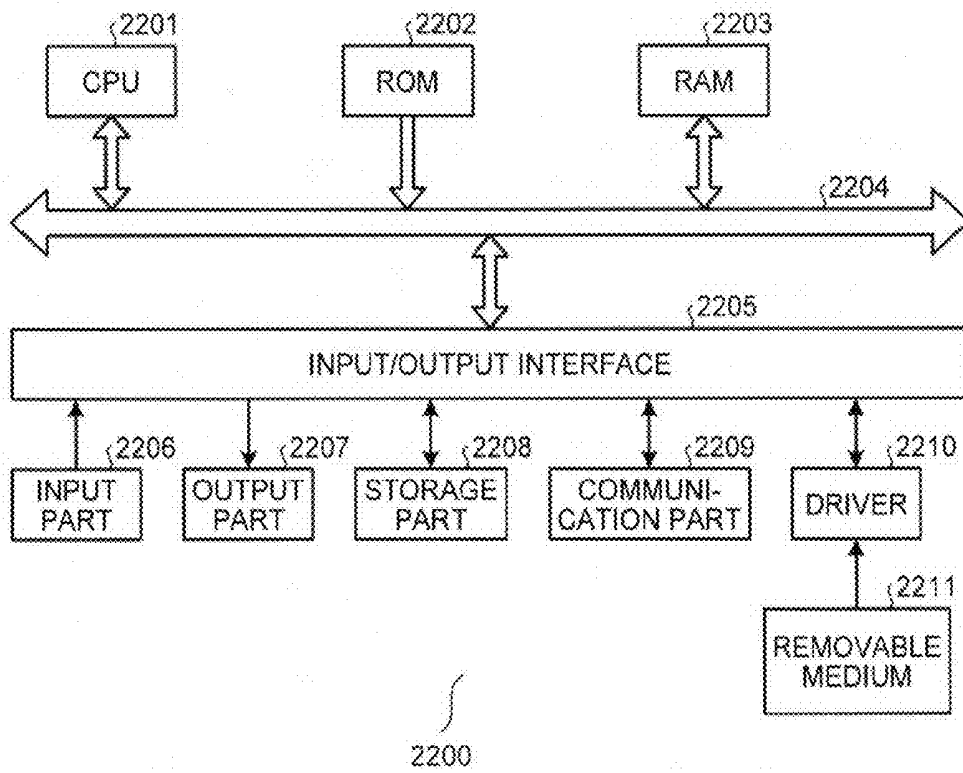 2201
2202
2203
CPU
ROM
RAM
2204
2205
INPUT/OUTPUT INTERFACE
2206
2207
2208
2209
2210
INPUT
PART
OUTPUT
PART
STORAGE
PART
COMMUNI-
CATION PART
DRIVER
2211
REMOVABLE
MEDIUM
2200